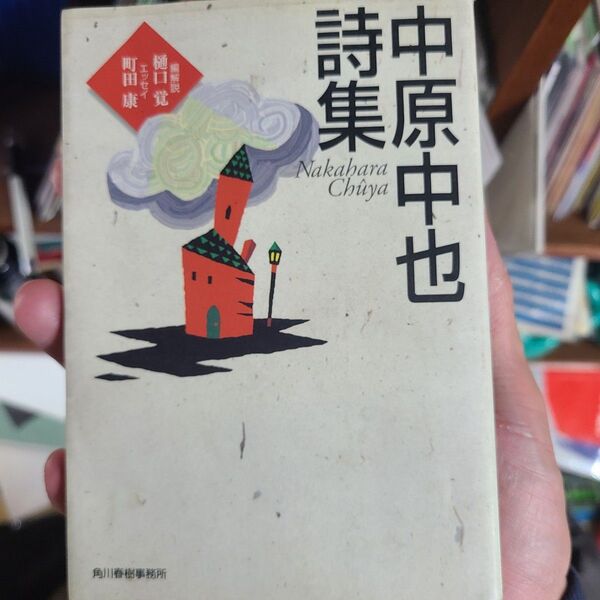 中原中也
詩集
Nakahara
Chûya
編解説
樋口 覚
エッセイ
町田 康
角川春樹事務所